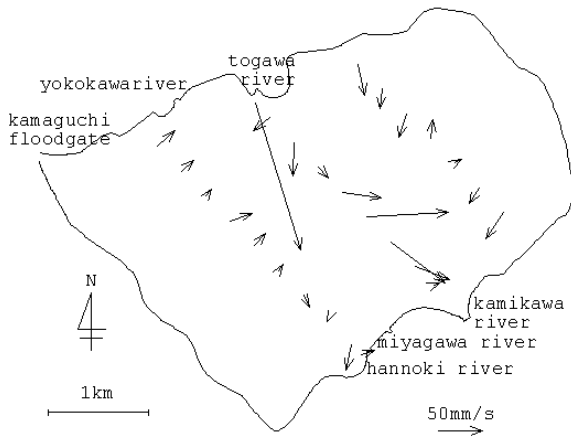 togawa
river
yokokawariver
kamaguchi
floodgate
N
kamikawa
river
miyagawa river
hannoki river
1km
50mm/s